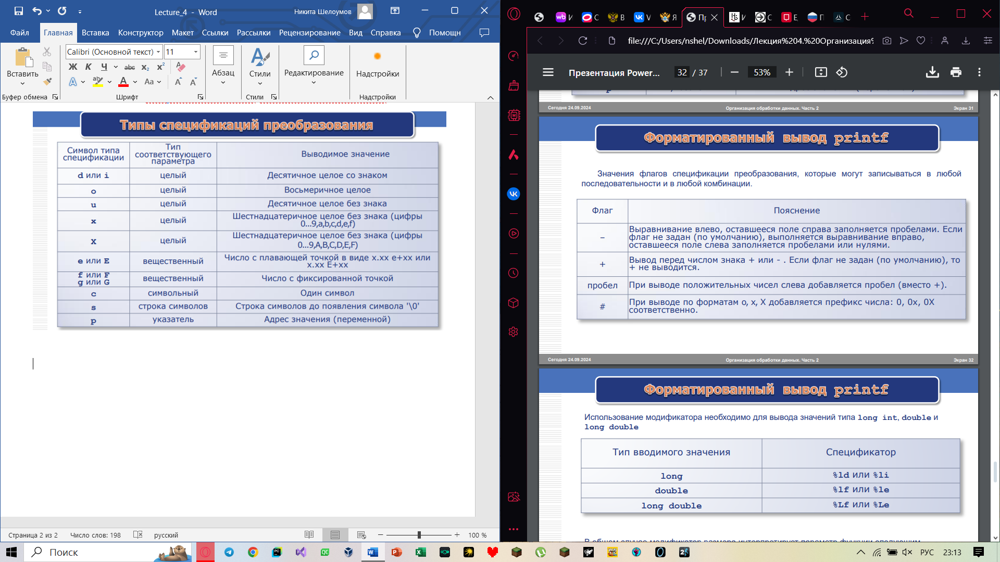 Lecture_4 - Word
Никита Шелоумов
Файл Главная Вставка Конструктор Макет Ссылки Рассылки Рецензирование Вид Справка Помощн
Вставить
Буфер обмена
Calibri (Основной текст) 11
Ж К Ч abc x₂ x²
A ab A Aa A A
Шрифт
Абзац
Стили
Стили
Редактирование
Надстройки
Надстройки
Типы спецификаций преобразования
Символ типа спецификации
Тип соответствующего параметра
Выводимое значение
d или i целый Десятичное целое со знаком
o целый Восьмеричное целое
u целый Десятичное целое без знака
x целый Шестнадцатеричное целое без знака (цифры
0...9,a,b,c,d,e,f)
X целый Шестнадцатеричное целое без знака (цифры
0...9,A,B,C,D,E,F)
e или E вещественный Число с плавающей точкой в виде x.xx e+xx или
x.xx E+xx
f или F
g или G вещественный Число с фиксированной точкой
c символьный Один символ
s строка символов Строка символов до появления символа '\0'
p указатель Адрес значения (переменной)
Страница 2 из 2 Число слов: 198 русский 100 %
wb И С В V Я Пр И С Е П С
file:///C:/Users/nshel/Downloads/Лекция%204.%20Организация%
Презентация Power... 32 / 37 53%
Сегодня 24.09.2024 Организация обработки данных. Часть 2 Экран 31
Форматированный вывод printf
Значения флагов спецификации преобразования, которые могут записываться в любой
последовательности и в любой комбинации.
Флаг Пояснение
– Выравнивание влево, оставшееся поле справа заполняется пробелами. Если
флаг не задан (по умолчанию), выполняется выравнивание вправо,
оставшееся поле слева заполняется пробелами или нулями.
+ Вывод перед числом знака + или - . Если флаг не задан (по умолчанию), то
+ не выводится.
пробел При выводе положительных чисел слева добавляется пробел (вместо +).
# При выводе по форматам o, x, X добавляется префикс числа: 0, 0x, 0X
соответственно.
Сегодня 24.09.2024 Организация обработки данных. Часть 2 Экран 32
Форматированный вывод printf
Использование модификатора необходимо для вывода значений типа long int, double и
long double
Тип вводимого значения Спецификатор
long %ld или %li
double %lf или %le
long double %Lf или %Le
В общем случае модификатор размера интерпретирует параметр функции следующим
Поиск
РУС 23:13